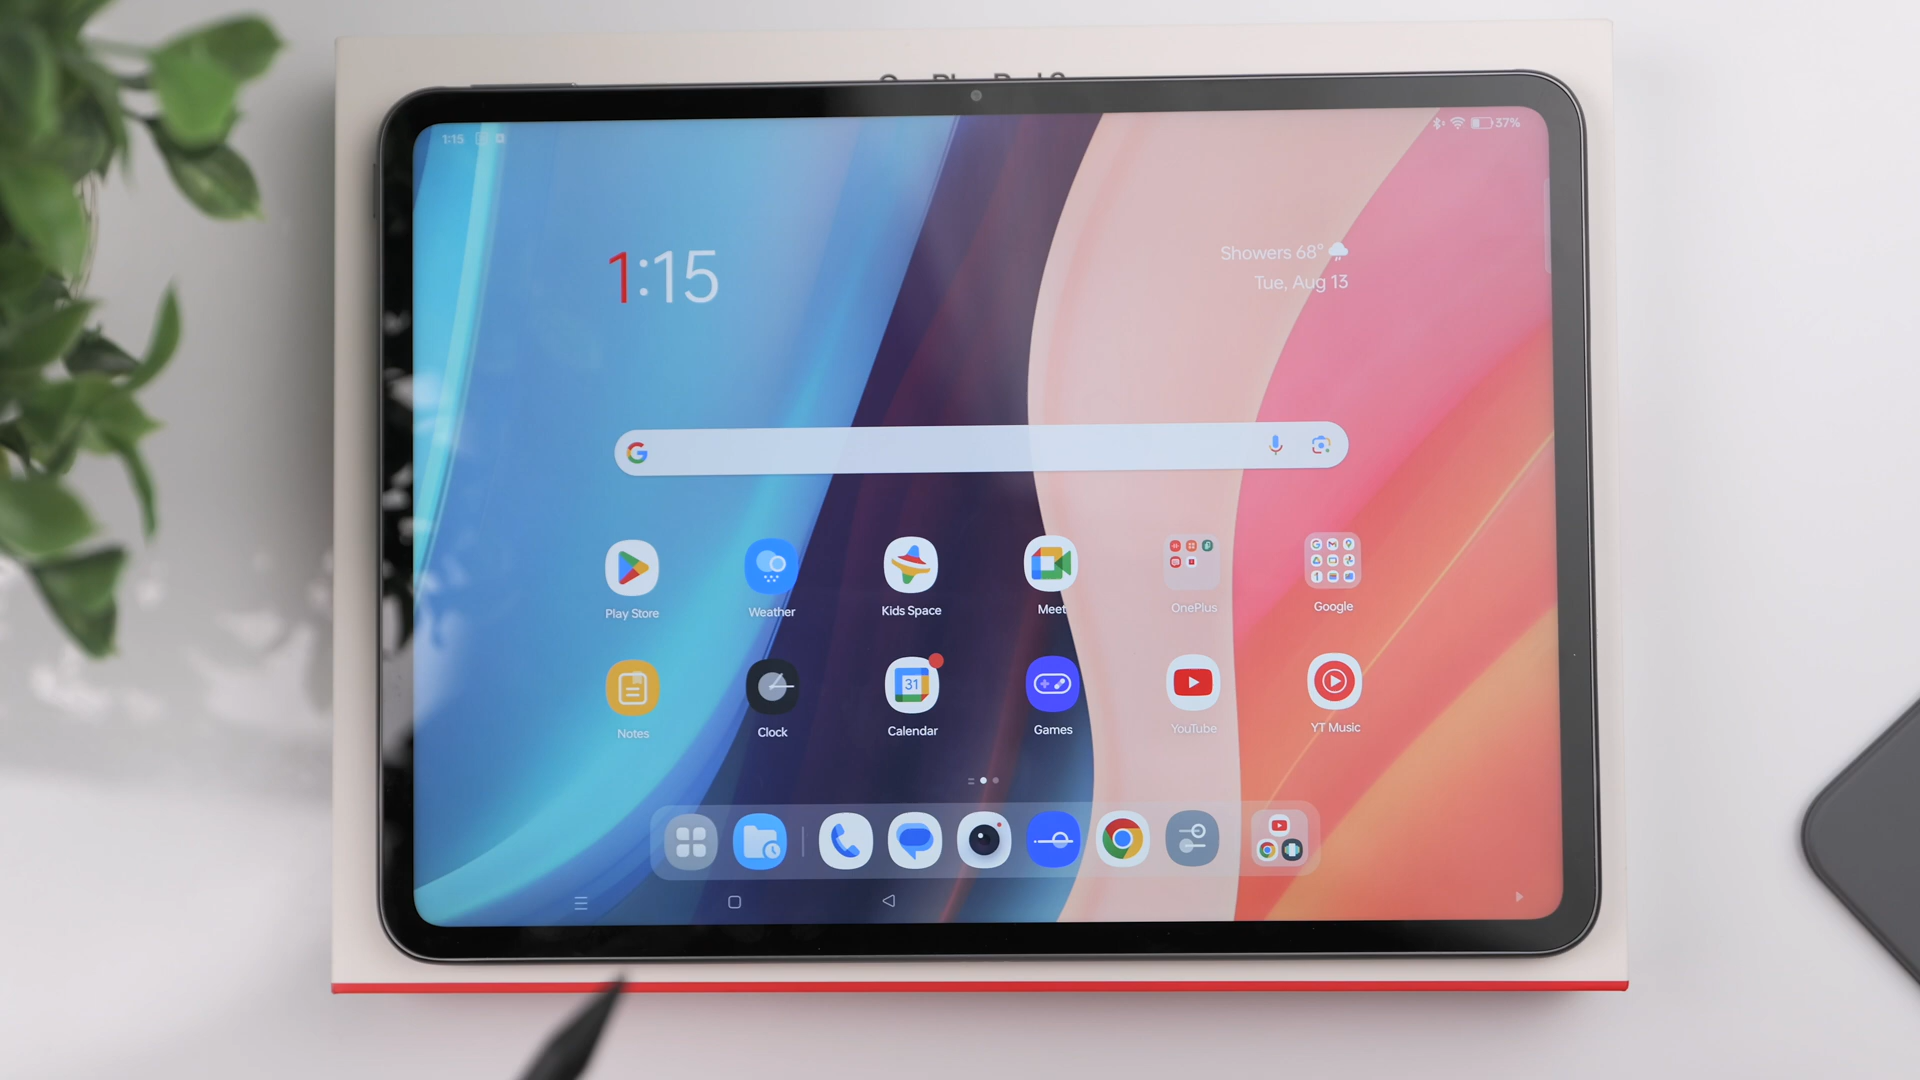 1:15
37%
1:15
Showers 68°
Tue, Aug 13
Play Store
Weather
Kids Space
Meet
OnePlus
Google
31
Notes
Clock
Calendar
Games
YouTube
YT Music